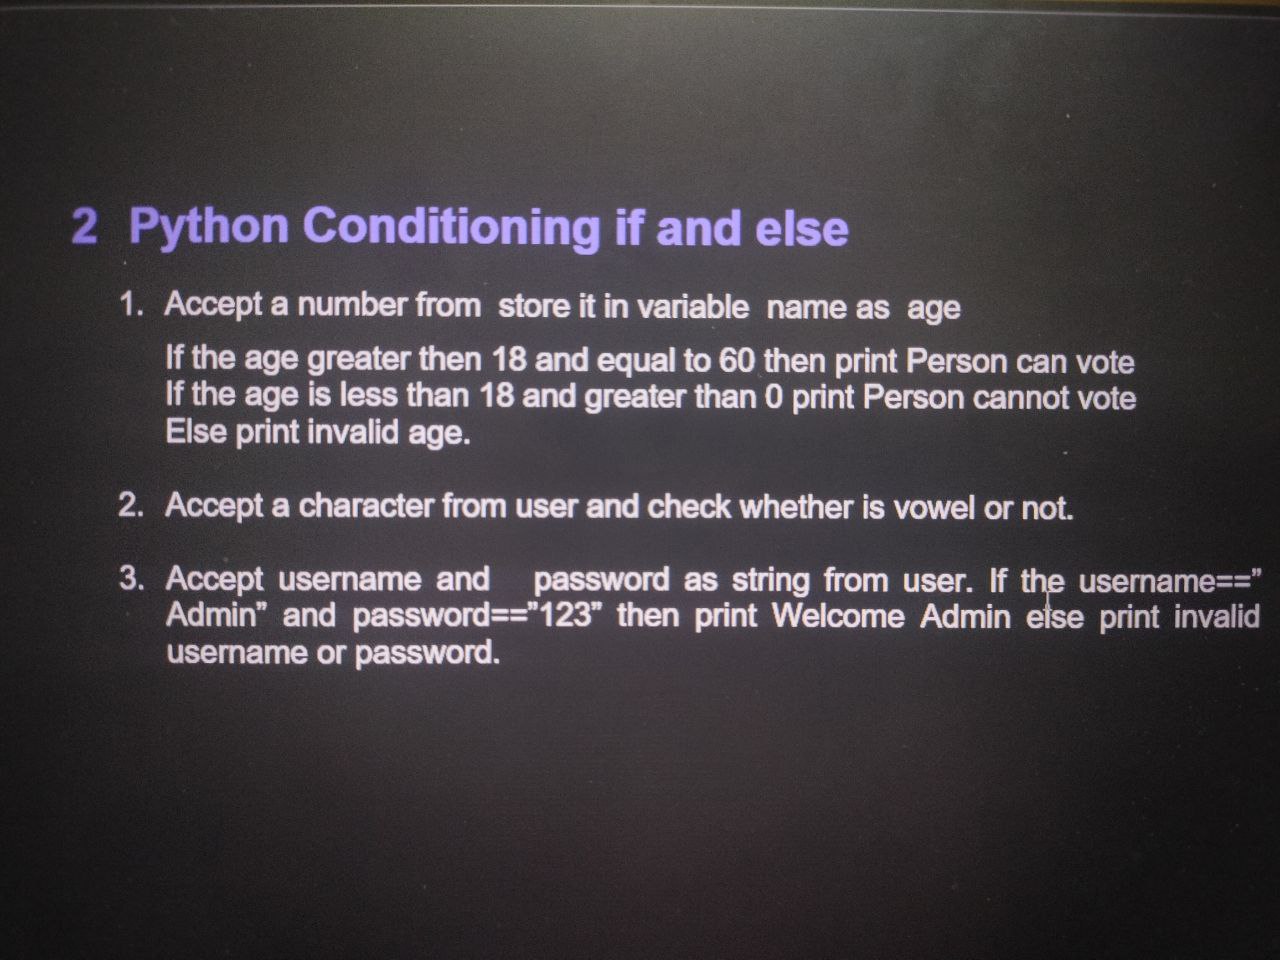 2 Python Conditioning if and else
1. Accept a number from store it in variable name as age
If the age greater then 18 and equal to 60 then print Person can vote
If the age is less than 18 and greater than 0 print Person cannot vote
Else print invalid age.
2. Accept a character from user and check whether is vowel or not.
3. Accept username and password as string from user. If the username==”
Admin” and password==”123” then print Welcome Admin else print invalid
username or password.